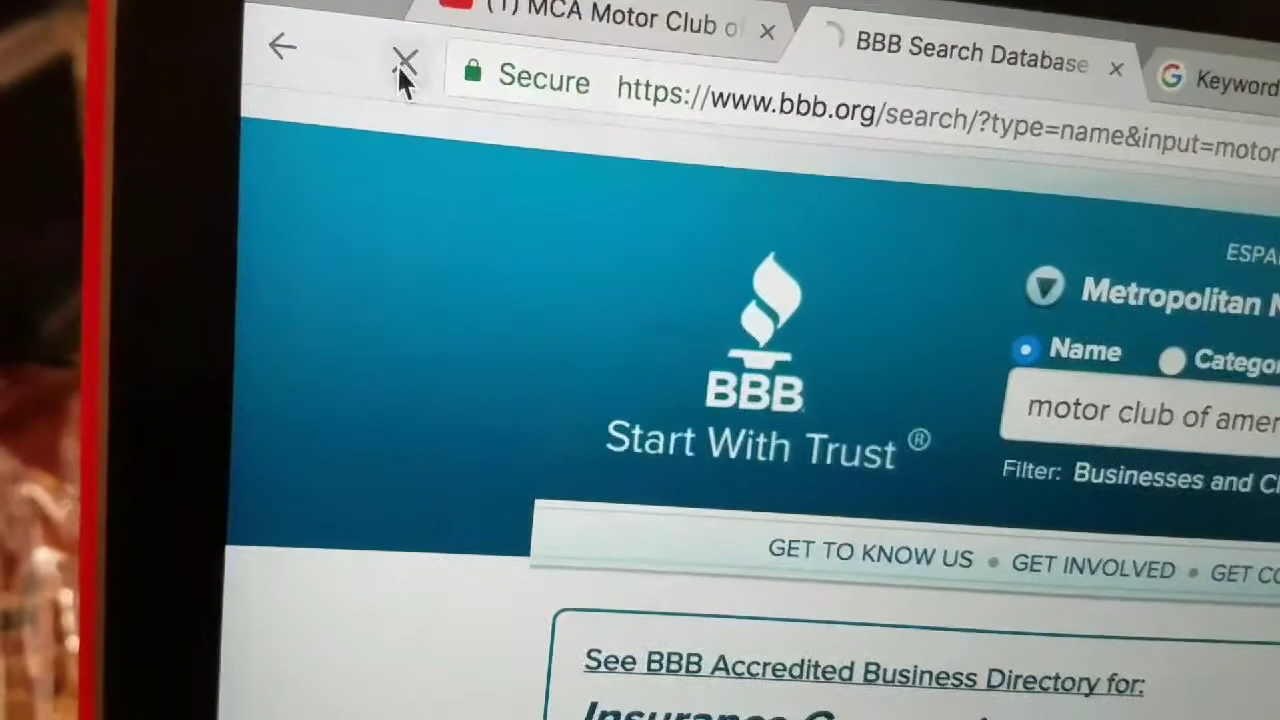 (1) MCA Motor Club
BBB Search Database
Keyword
Secure https://www.bbb.org/search/?type=name&input=motor
ESPA
Metropolitan
Name Catego
motor club of amer
BBB
Start With Trust ®
Filter: Businesses and
GET TO KNOW US • GET INVOLVED • GET
See BBB Accredited Business Directory for: